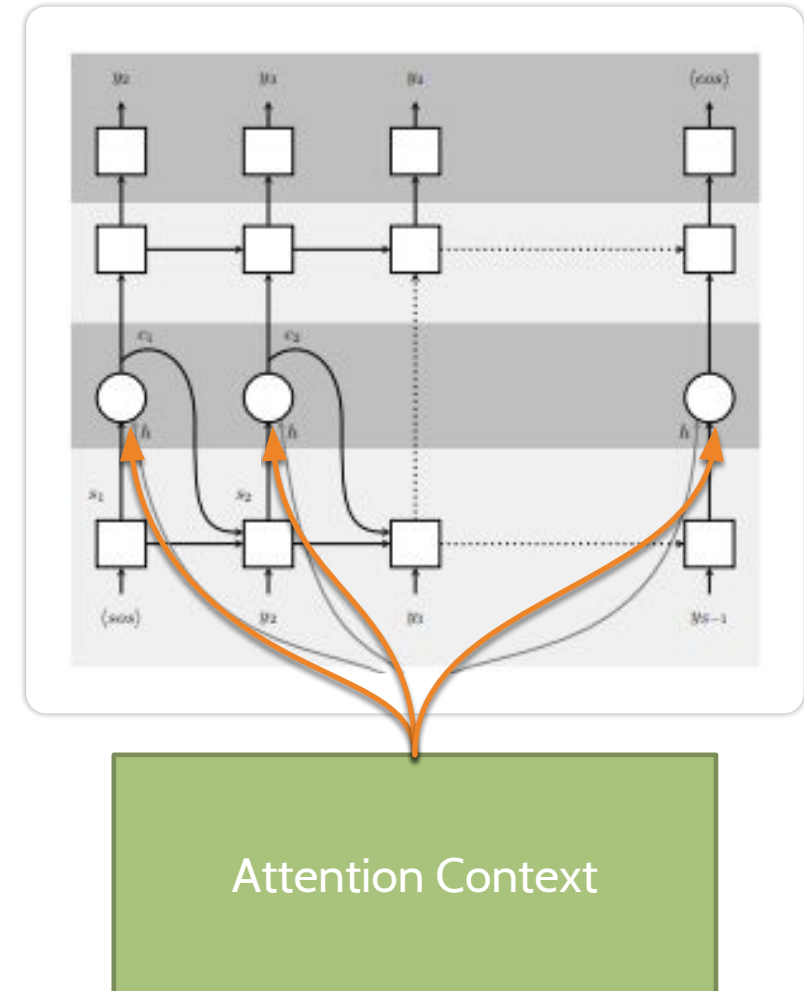 y₂ y₃ y₄ ⟨eos⟩
c₁ c₂
h h h
s₁ s₂
⟨sos⟩ y₂ y₃ yₛ₋₁
Attention Context